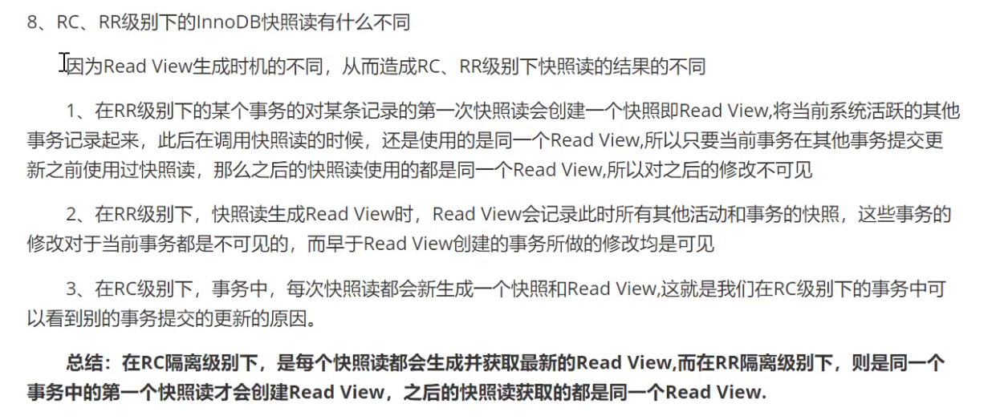 8、RC、RR级别下的InnoDB快照读有什么不同
因为Read View生成时机的不同，从而造成RC、RR级别下快照读的结果的不同
1、在RR级别下的某个事务的对某条记录的第一次快照读会创建一个快照即Read View,将当前系统活跃的其他
事务记录起来，此后在调用快照读的时候，还是使用的是同一个Read View,所以只要当前事务在其他事务提交更
新之前使用过快照读，那么之后的快照读使用的都是同一个Read View,所以对之后的修改不可见
2、在RR级别下，快照读生成Read View时，Read View会记录此时所有其他活动和事务的快照，这些事务的
修改对于当前事务都是不可见的，而早于Read View创建的事务所做的修改均是可见
3、在RC级别下，事务中，每次快照读都会新生成一个快照和Read View,这就是我们在RC级别下的事务中可
以看到别的事务提交的更新的原因。
总结：在RC隔离级别下，是每个快照读都会生成并获取最新的Read View,而在RR隔离级别下，则是同一个
事务中的第一个快照读才会创建Read View，之后的快照读获取的都是同一个Read View.